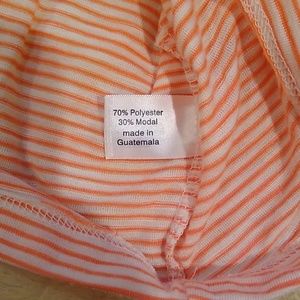 70% Polyester
30% Modal
made in
Guatemala